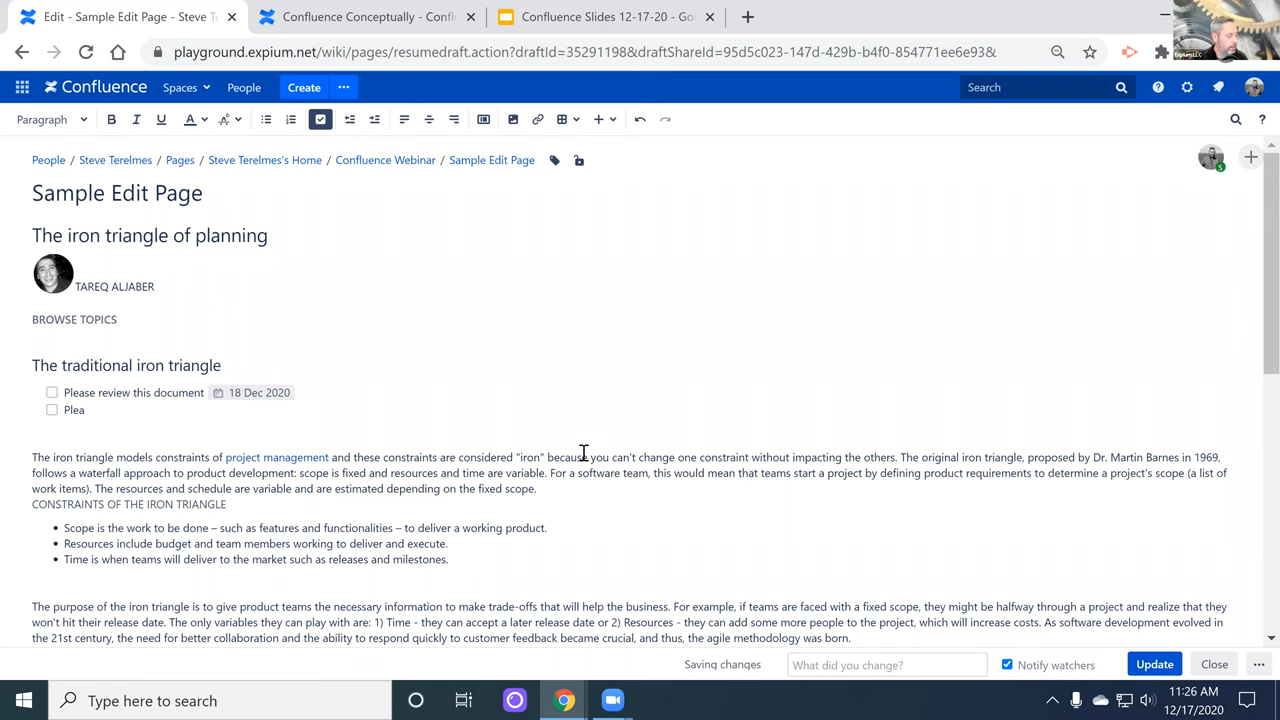 Edit - Sample Edit Page - Steve T
Confluence Conceptually - Confl
Confluence Slides 12-17-20 - Go
playground.expium.net/wiki/pages/resumedraft.action?draftId=35291198&draftShareId=95d5c023-147d-429b-b4f0-854771ee6e93&
Confluence Spaces People Create Search
Paragraph B I U A
People / Steve Terelmes / Pages / Steve Terelmes's Home / Confluence Webinar / Sample Edit Page
Sample Edit Page
The iron triangle of planning
TAREQ ALJABER
BROWSE TOPICS
The traditional iron triangle
Please review this document 18 Dec 2020
Plea
The iron triangle models constraints of project management and these constraints are considered "iron" because you can't change one constraint without impacting the others. The original iron triangle, proposed by Dr. Martin Barnes in 1969,
follows a waterfall approach to product development: scope is fixed and resources and time are variable. For a software team, this would mean that teams start a project by defining product requirements to determine a project's scope (a list of
work items). The resources and schedule are variable and are estimated depending on the fixed scope.
CONSTRAINTS OF THE IRON TRIANGLE
• Scope is the work to be done – such as features and functionalities – to deliver a working product.
• Resources include budget and team members working to deliver and execute.
• Time is when teams will deliver to the market such as releases and milestones.
The purpose of the iron triangle is to give product teams the necessary information to make trade-offs that will help the business. For example, if teams are faced with a fixed scope, they might be halfway through a project and realize that they
won't hit their release date. The only variables they can play with are: 1) Time - they can accept a later release date or 2) Resources - they can add some more people to the project, which will increase costs. As software development evolved in
the 21st century, the need for better collaboration and the ability to respond quickly to customer feedback became crucial, and thus, the agile methodology was born.
Saving changes What did you change? Notify watchers Update Close
Type here to search
11:26 AM
12/17/2020